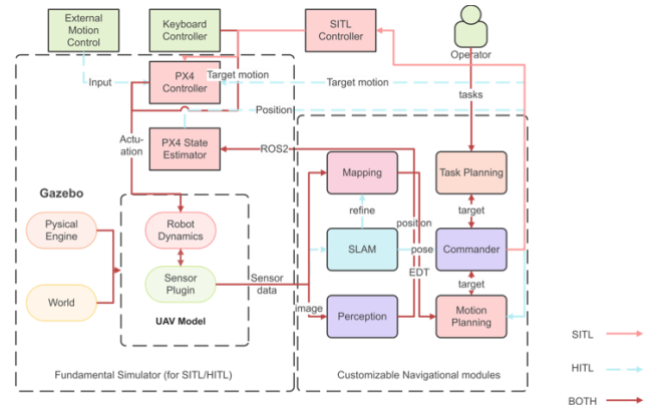 External
Motion
Control
Keyboard
Controller
SITL
Controller
Operator
Input
PX4
Controller
Target motion
Target motion
tasks
Position
Actu-
ation
PX4 State
Estimator
ROS2
Mapping
Task Planning
Gazebo
refine
position
target
Pysical
Engine
Robot
Dynamics
SLAM
pose
Commander
EDT
target
Sensor
Plugin
Sensor
data
World
image
Perception
Motion
Planning
UAV Model
SITL
Fundamental Simulator (for SITL/HITL)
Customizable Navigational modules
HITL
BOTH